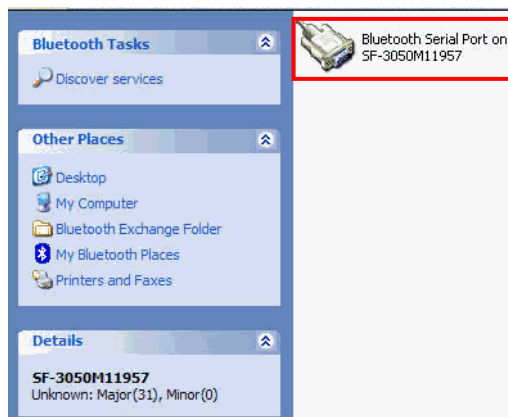 Bluetooth Tasks
Discover services
Other Places
Desktop
My Computer
Bluetooth Exchange Folder
My Bluetooth Places
Printers and Faxes
Details
SF-3050M11957
Unknown: Major(31), Minor(0)
Bluetooth Serial Port on
SF-3050M11957